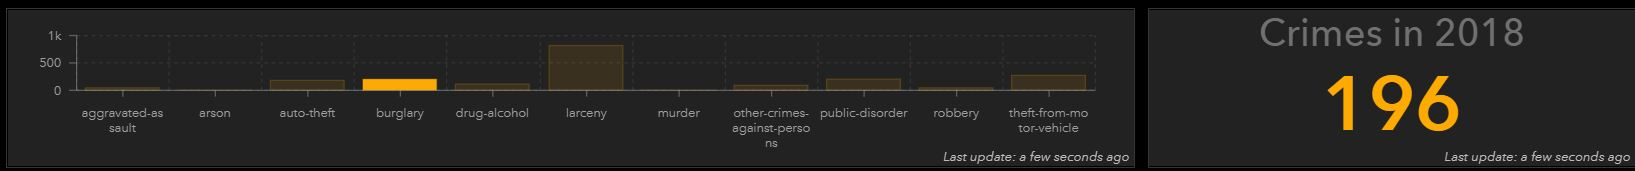 1k
500
0
aggravated-as
sault
arson
auto-theft
burglary
drug-alcohol
larceny
murder
other-crimes-
against-perso
ns
public-disorder
robbery
theft-from-mo
tor-vehicle
Last update: a few seconds ago
Crimes in 2018
196
Last update: a few seconds ago